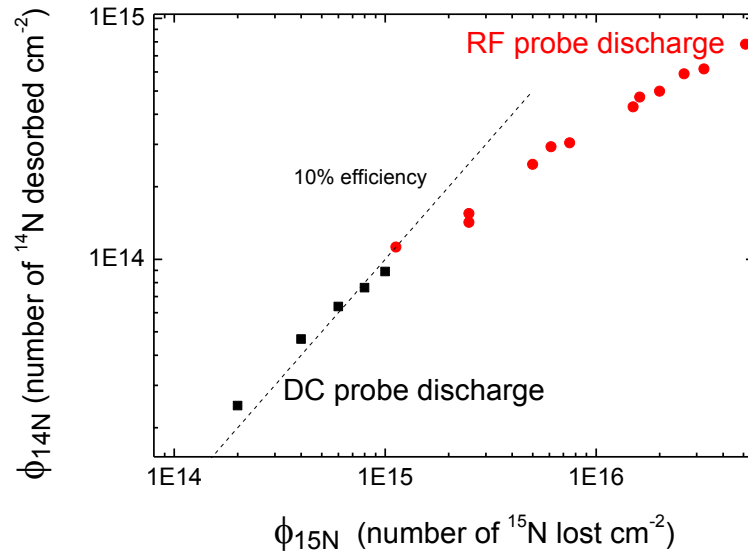 1E15
RF probe discharge
10% efficiency
1E14
DC probe discharge
1E14 1E15 1E16
ϕ14N (number of 14N desorbed cm-2)
ϕ15N (number of 15N lost cm-2)